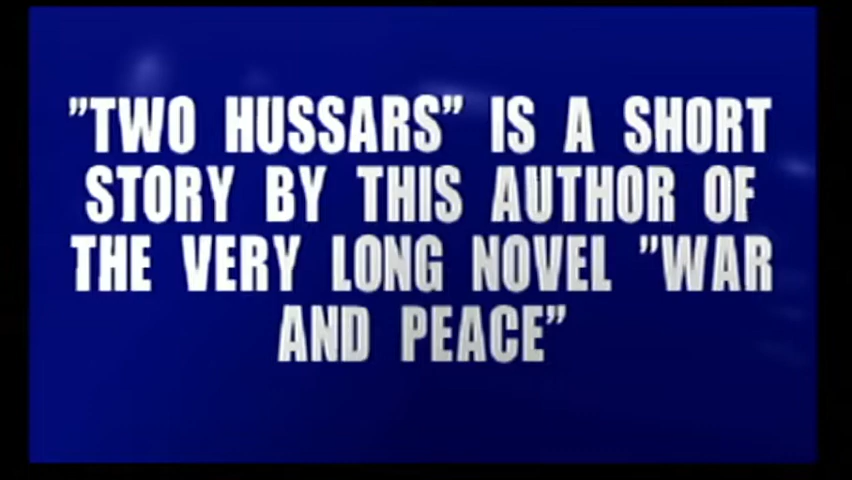 "TWO HUSSARS" IS A SHORT
STORY BY THIS AUTHOR OF
THE VERY LONG NOVEL "WAR
AND PEACE"